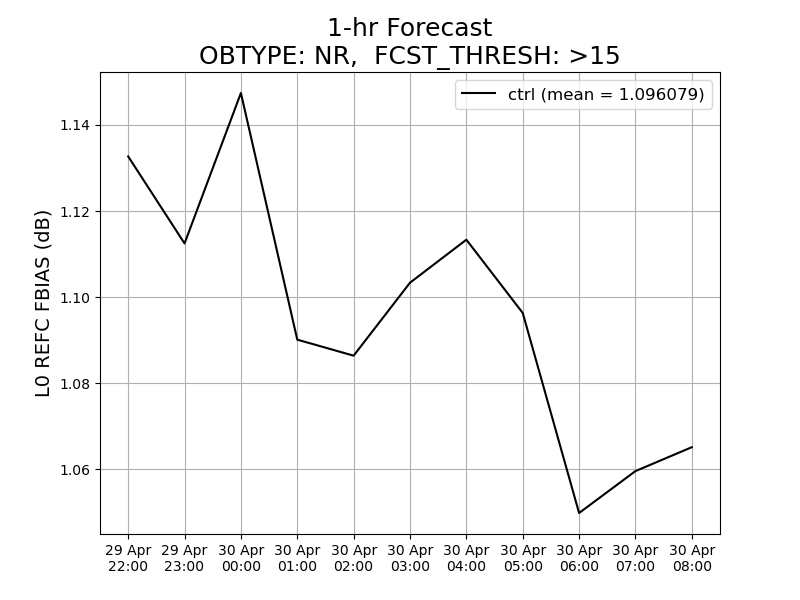 1-hr Forecast
OBTYPE: NR,  FCST_THRESH: >15
ctrl (mean = 1.096079)
L0 REFC FBIAS (dB)
1.14
1.12
1.10
1.08
1.06
29 Apr 29 Apr 30 Apr 30 Apr 30 Apr 30 Apr 30 Apr 30 Apr 30 Apr 30 Apr 30 Apr
22:00 23:00 00:00 01:00 02:00 03:00 04:00 05:00 06:00 07:00 08:00